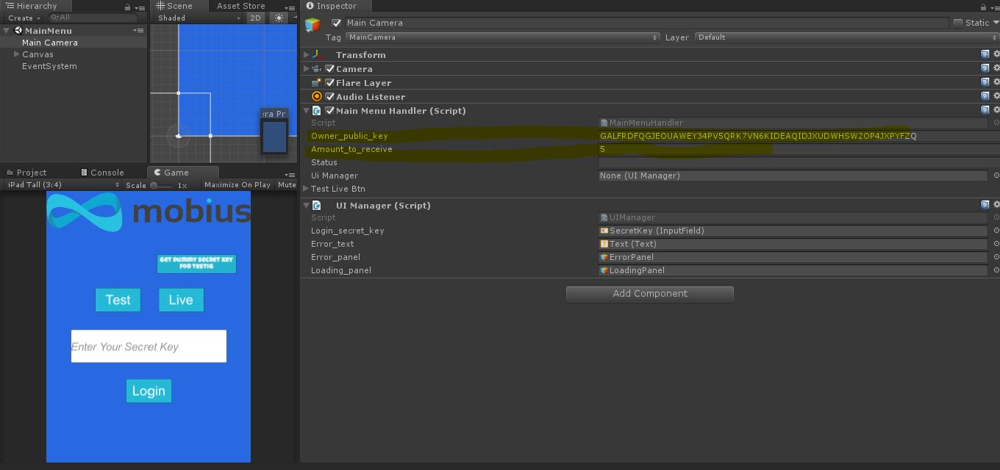 Hierarchy
Create
All
MainMenu
Main Camera
Canvas
EventSystem
Scene
Asset Store
Shaded
2D
era Pr
Project
Console
Game
iPad Tall (3:4)
Scale
1x
Maximize On Play
Mute
mobius
GET DUMMY SECRET KEY
FOR TESTIG
Test
Live
Enter Your Secret Key
Login
Inspector
Main Camera
Static
Tag
MainCamera
Layer
Default
Transform
Camera
Flare Layer
Audio Listener
Main Menu Handler (Script)
Script
MainMenuHandler
Owner_public_key
GALFRDFQGJEOUAWEY34PV5QRK7VN6KIDEAQIDJXUDWHSW2OP4JXPYFZQ
Amount_to_receive
5
Status
Ui Manager
None (UI Manager)
Test Live Btn
UI Manager (Script)
Script
UIManager
Login_secret_key
SecretKey (InputField)
Error_text
Text (Text)
Error_panel
ErrorPanel
Loading_panel
LoadingPanel
Add Component